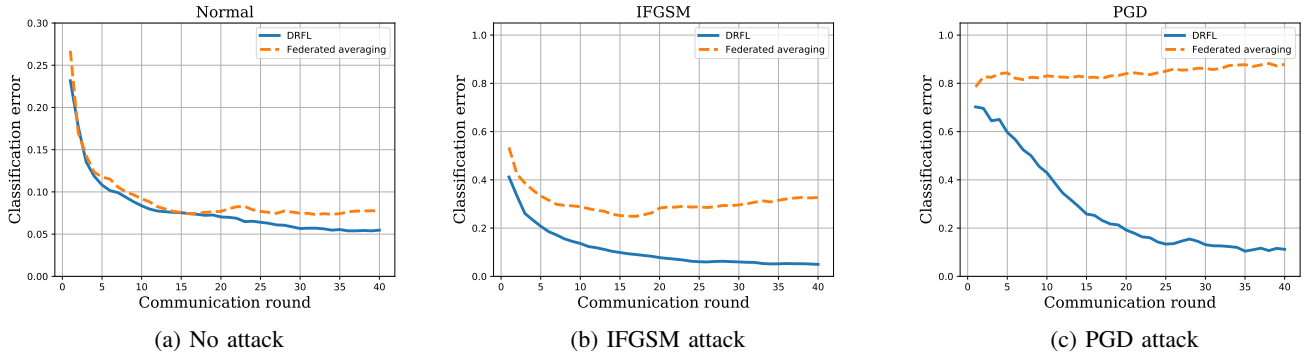 Normal
DRFL
Federated averaging
Classification error
0.30
0.25
0.20
0.15
0.10
0.05
0.00
0 5 10 15 20 25 30 35 40
Communication round
(a) No attack
IFGSM
DRFL
Federated averaging
Classification error
1.0
0.8
0.6
0.4
0.2
0.0
0 5 10 15 20 25 30 35 40
Communication round
(b) IFGSM attack
PGD
DRFL
Federated averaging
Classification error
1.0
0.8
0.6
0.4
0.2
0.0
0 5 10 15 20 25 30 35 40
Communication round
(c) PGD attack